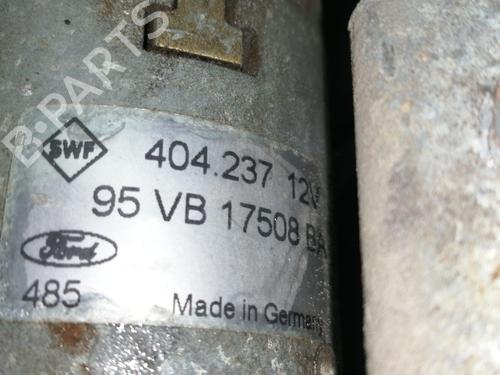 B-PARTS
SWF 404.237 12V
95 VB 17508 BA
Ford
485 Made in Germany